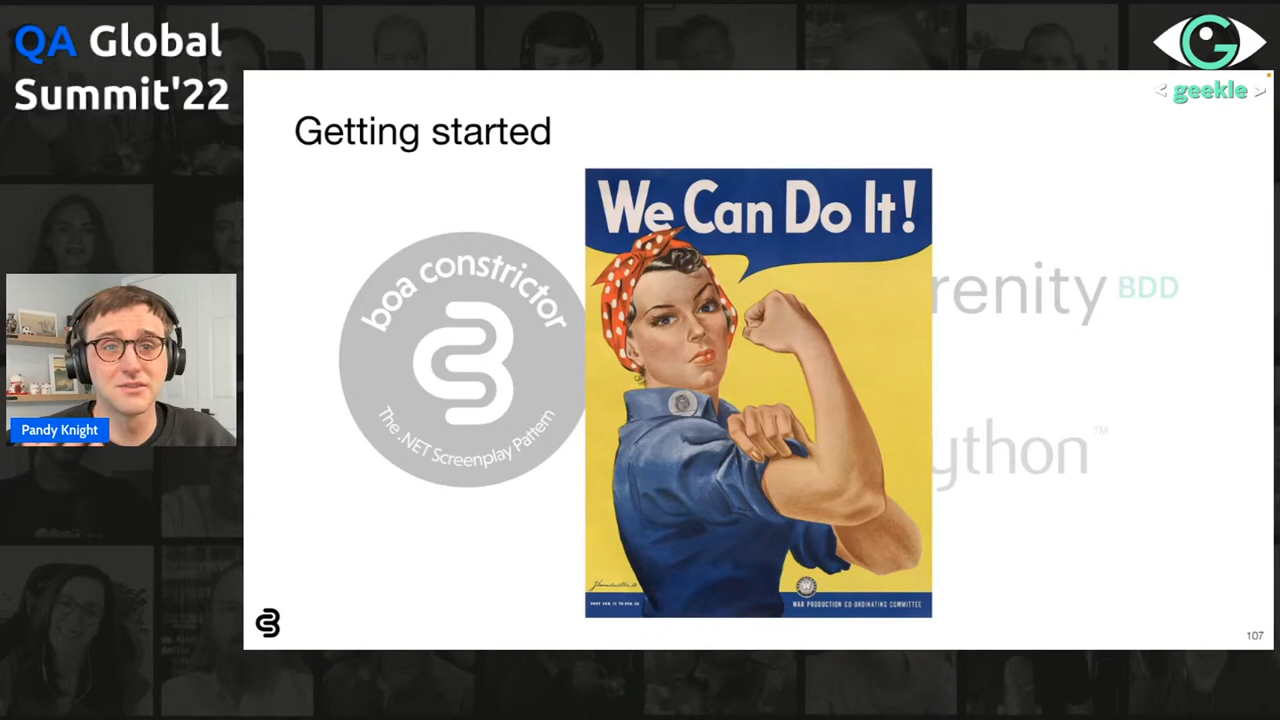 QA Global
Summit'22
< geekle >
Getting started
We Can Do It!
boa constrictor
The .NET Screenplay Pattern
renity BDD
ython™
Pandy Knight
WAR PRODUCTION CO-ORDINATING COMMITTEE
107